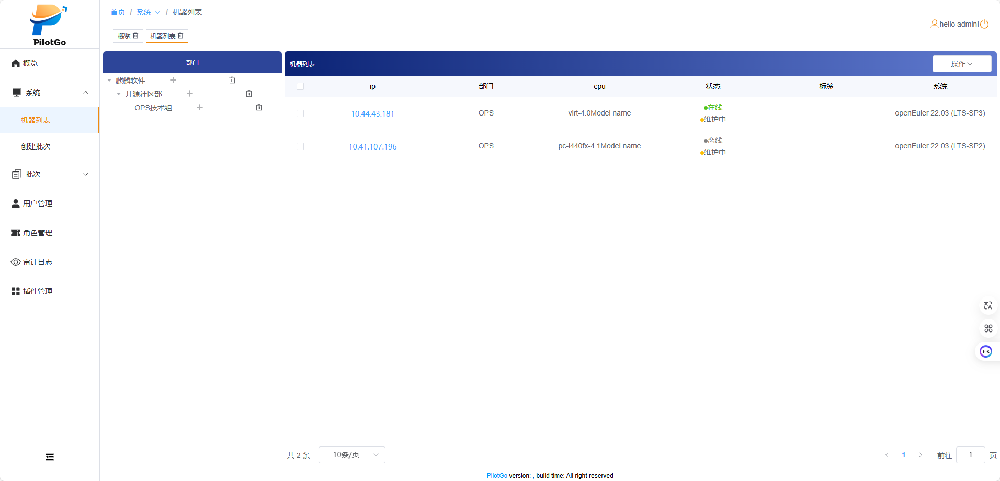 PilotGo
首页 / 系统 / 机器列表
hello admin!
概览
机器列表
概览
系统
机器列表
创建批次
批次
用户管理
角色管理
审计日志
插件管理
部门
麒麟软件
开源社区部
OPS技术组
机器列表
操作
ip 部门 cpu 状态 标签 系统
10.44.43.181 OPS virt-4.0Model name 在线 维护中 openEuler 22.03 (LTS-SP3)
10.41.107.196 OPS pc-i440fx-4.1Model name 离线 维护中 openEuler 22.03 (LTS-SP2)
共 2 条 10条/页 1 前往 1 页
PilotGo version: , build time: All right reserved